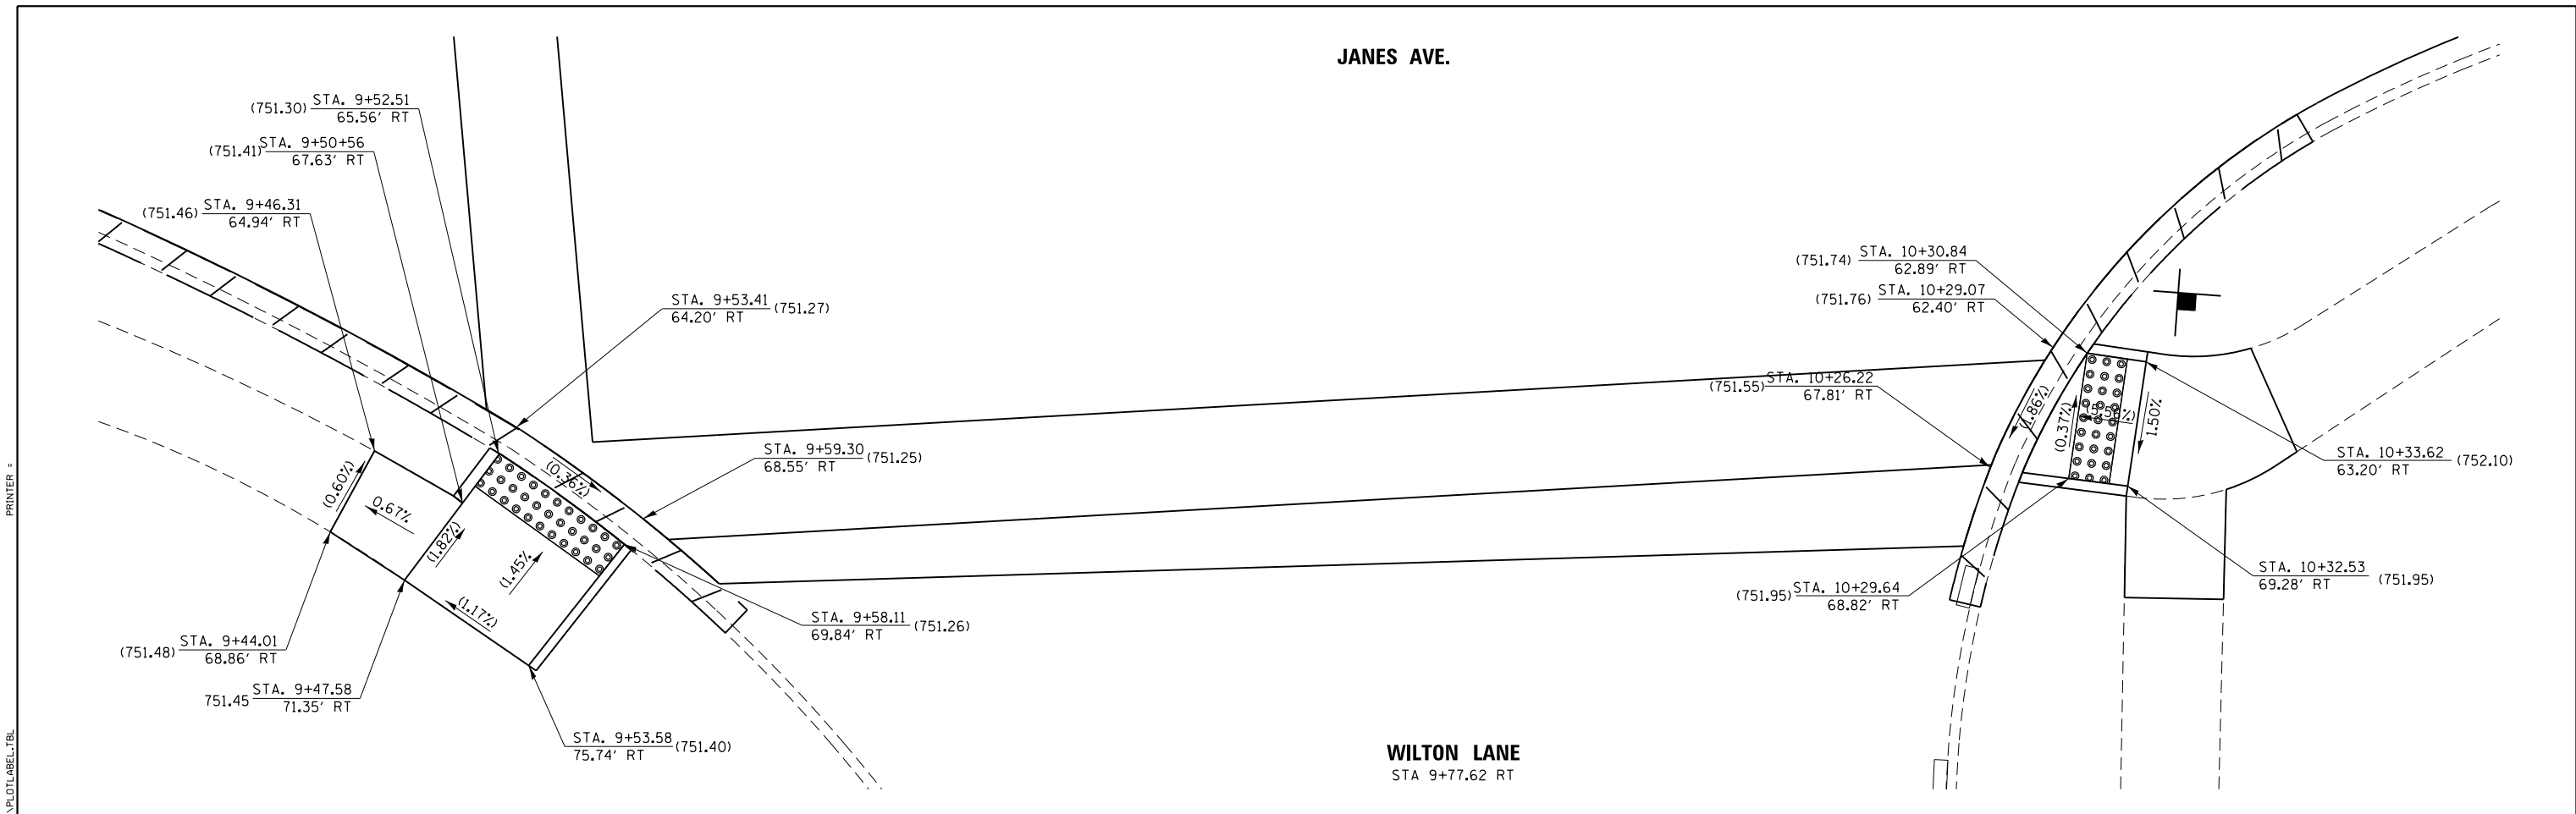 JANES AVE.
STA. 9+52.51
(751.30)
65.56' RT
STA. 9+50+56
(751.41)
67.63' RT
STA. 9+46.31
(751.46)
64.94' RT
STA. 9+53.41
(751.27)
64.20' RT
STA. 9+59.30
(751.25)
68.55' RT
(0.36%)
(0.60%)
0.67%
(1.82%)
(1.45%)
(1.17%)
STA. 9+58.11
(751.26)
69.84' RT
STA. 9+44.01
(751.48)
68.86' RT
STA. 9+47.58
751.45
71.35' RT
STA. 9+53.58
(751.40)
75.74' RT
STA. 10+30.84
(751.74)
62.89' RT
STA. 10+29.07
(751.76)
62.40' RT
STA. 10+26.22
(751.55)
67.81' RT
(0.37%)
1.50%
STA. 10+33.62
(752.10)
63.20' RT
STA. 10+32.53
(751.95)
69.28' RT
STA. 10+29.64
(751.95)
68.82' RT
WILTON LANE
STA 9+77.62 RT
PRINTER =
\PLOTLABEL.TBL